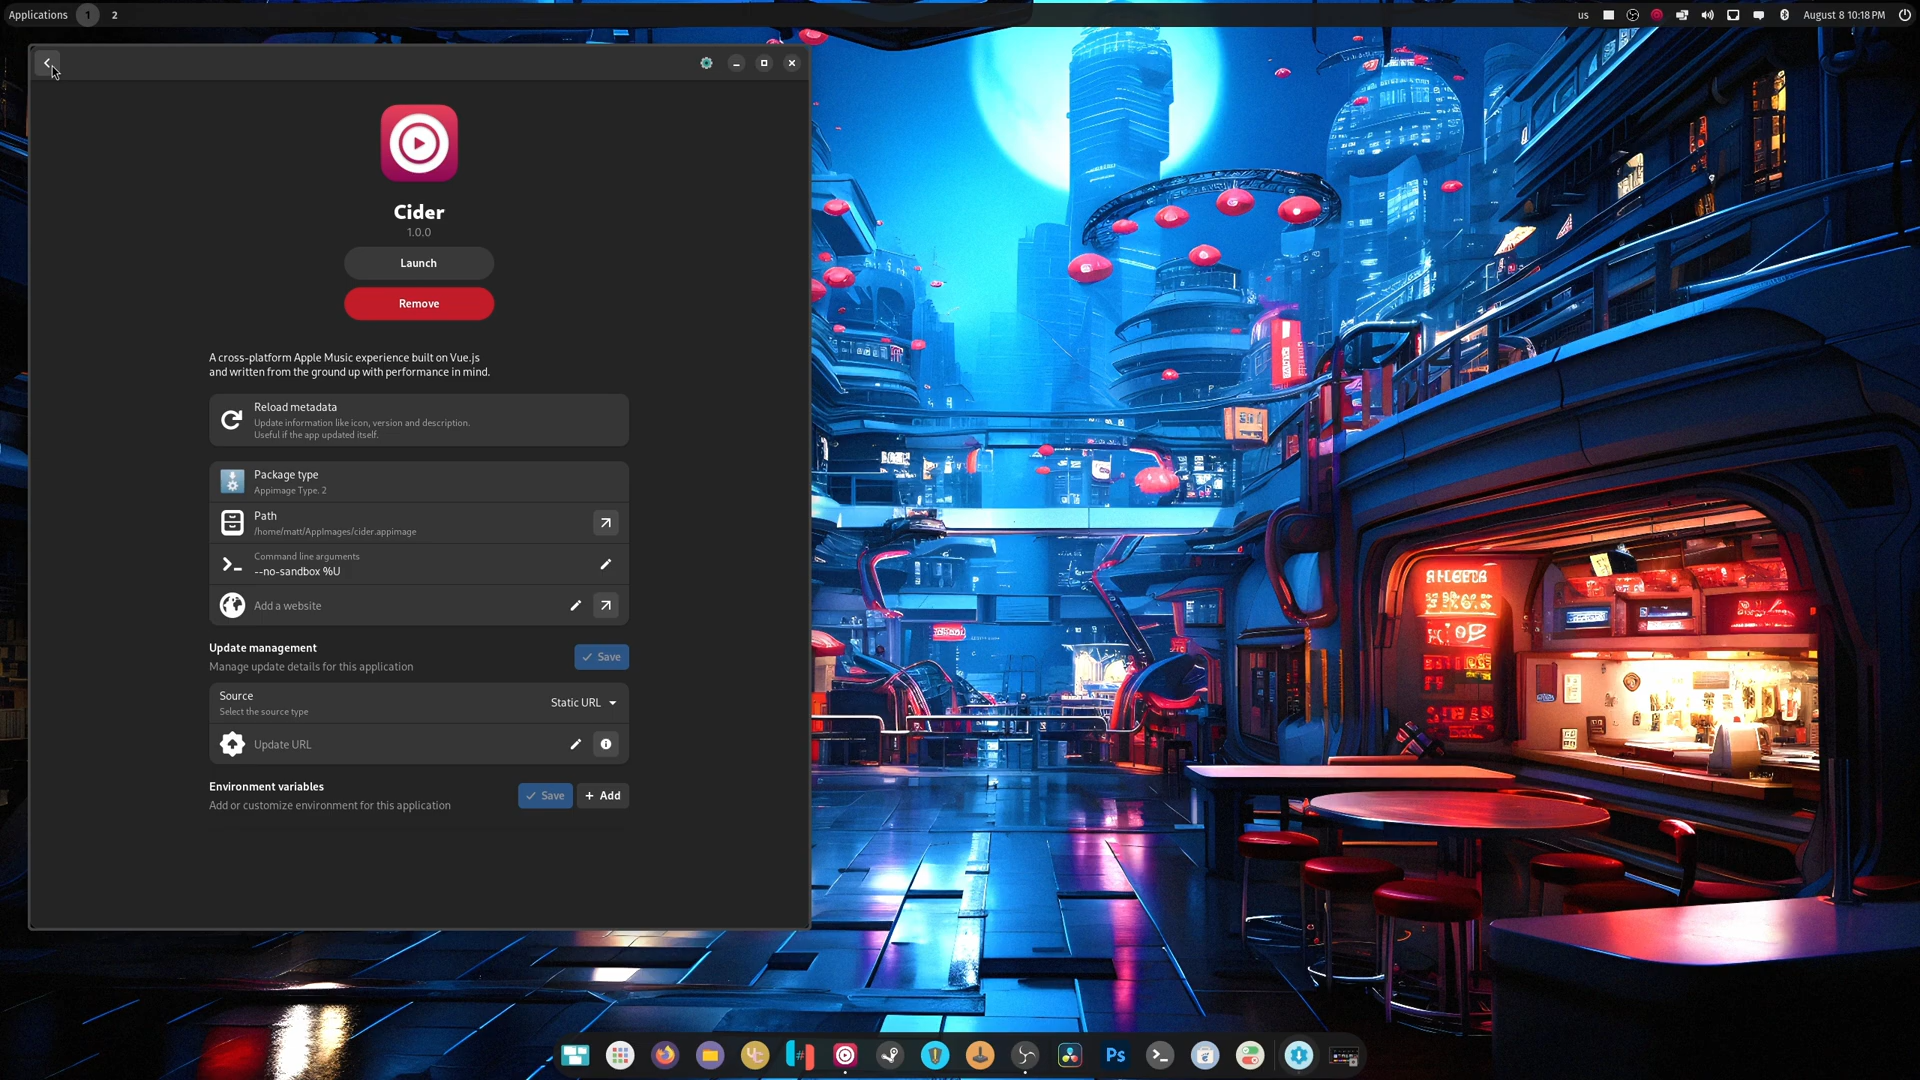 Applications 1 2 us August 8 10:18 PM
Cider
1.0.0
Launch
Remove
A cross-platform Apple Music experience built on Vue.js
and written from the ground up with performance in mind.
Reload metadata
Update information like icon, version and description.
Useful if the app updated itself.
Package type
Appimage Type. 2
Path
/home/matt/AppImages/cider.appimage
Command line arguments
--no-sandbox %U
Add a website
Update management
Save
Manage update details for this application
Source
Static URL
Select the source type
Update URL
Environment variables
Save
Add
Add or customize environment for this application
Ps